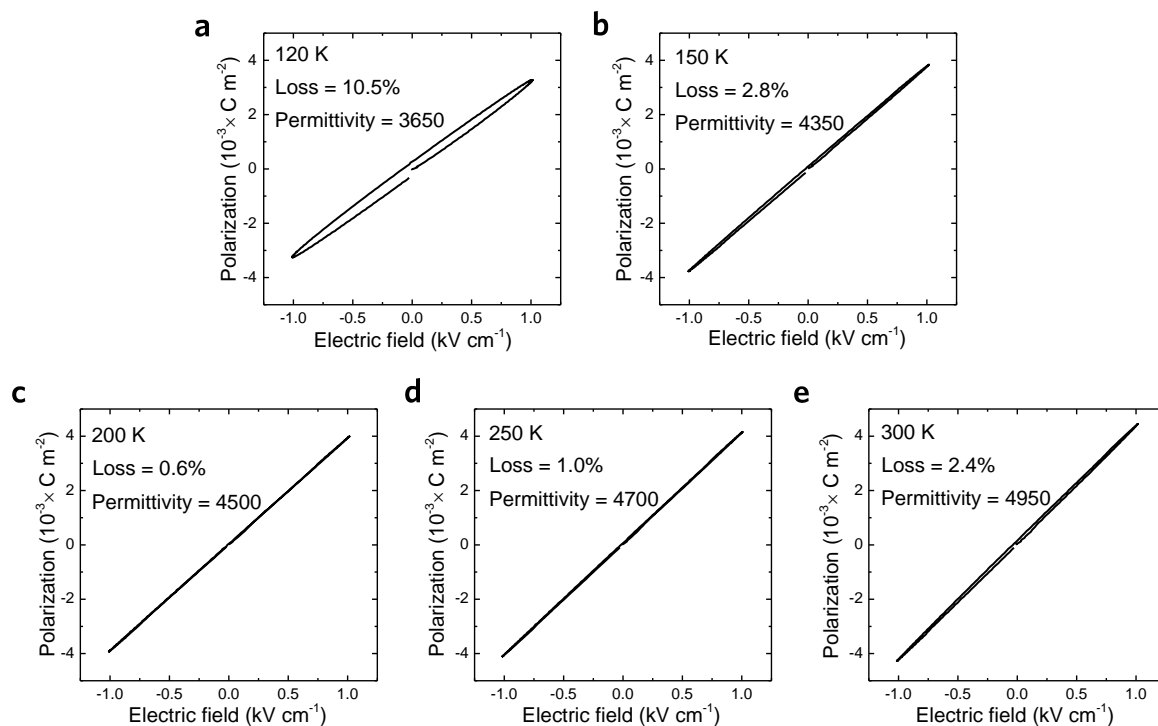 a
120 K
Loss = 10.5%
Permittivity = 3650
Polarization (10⁻³× C m⁻²)
4
2
0
-2
-4
-1.0 -0.5 0.0 0.5 1.0
Electric field (kV cm⁻¹)
b
150 K
Loss = 2.8%
Permittivity = 4350
Polarization (10⁻³× C m⁻²)
4
2
0
-2
-4
-1.0 -0.5 0.0 0.5 1.0
Electric field (kV cm⁻¹)
c
200 K
Loss = 0.6%
Permittivity = 4500
Polarization (10⁻³× C m⁻²)
4
2
0
-2
-4
-1.0 -0.5 0.0 0.5 1.0
Electric field (kV cm⁻¹)
d
250 K
Loss = 1.0%
Permittivity = 4700
Polarization (10⁻³× C m⁻²)
4
2
0
-2
-4
-1.0 -0.5 0.0 0.5 1.0
Electric field (kV cm⁻¹)
e
300 K
Loss = 2.4%
Permittivity = 4950
Polarization (10⁻³× C m⁻²)
4
2
0
-2
-4
-1.0 -0.5 0.0 0.5 1.0
Electric field (kV cm⁻¹)